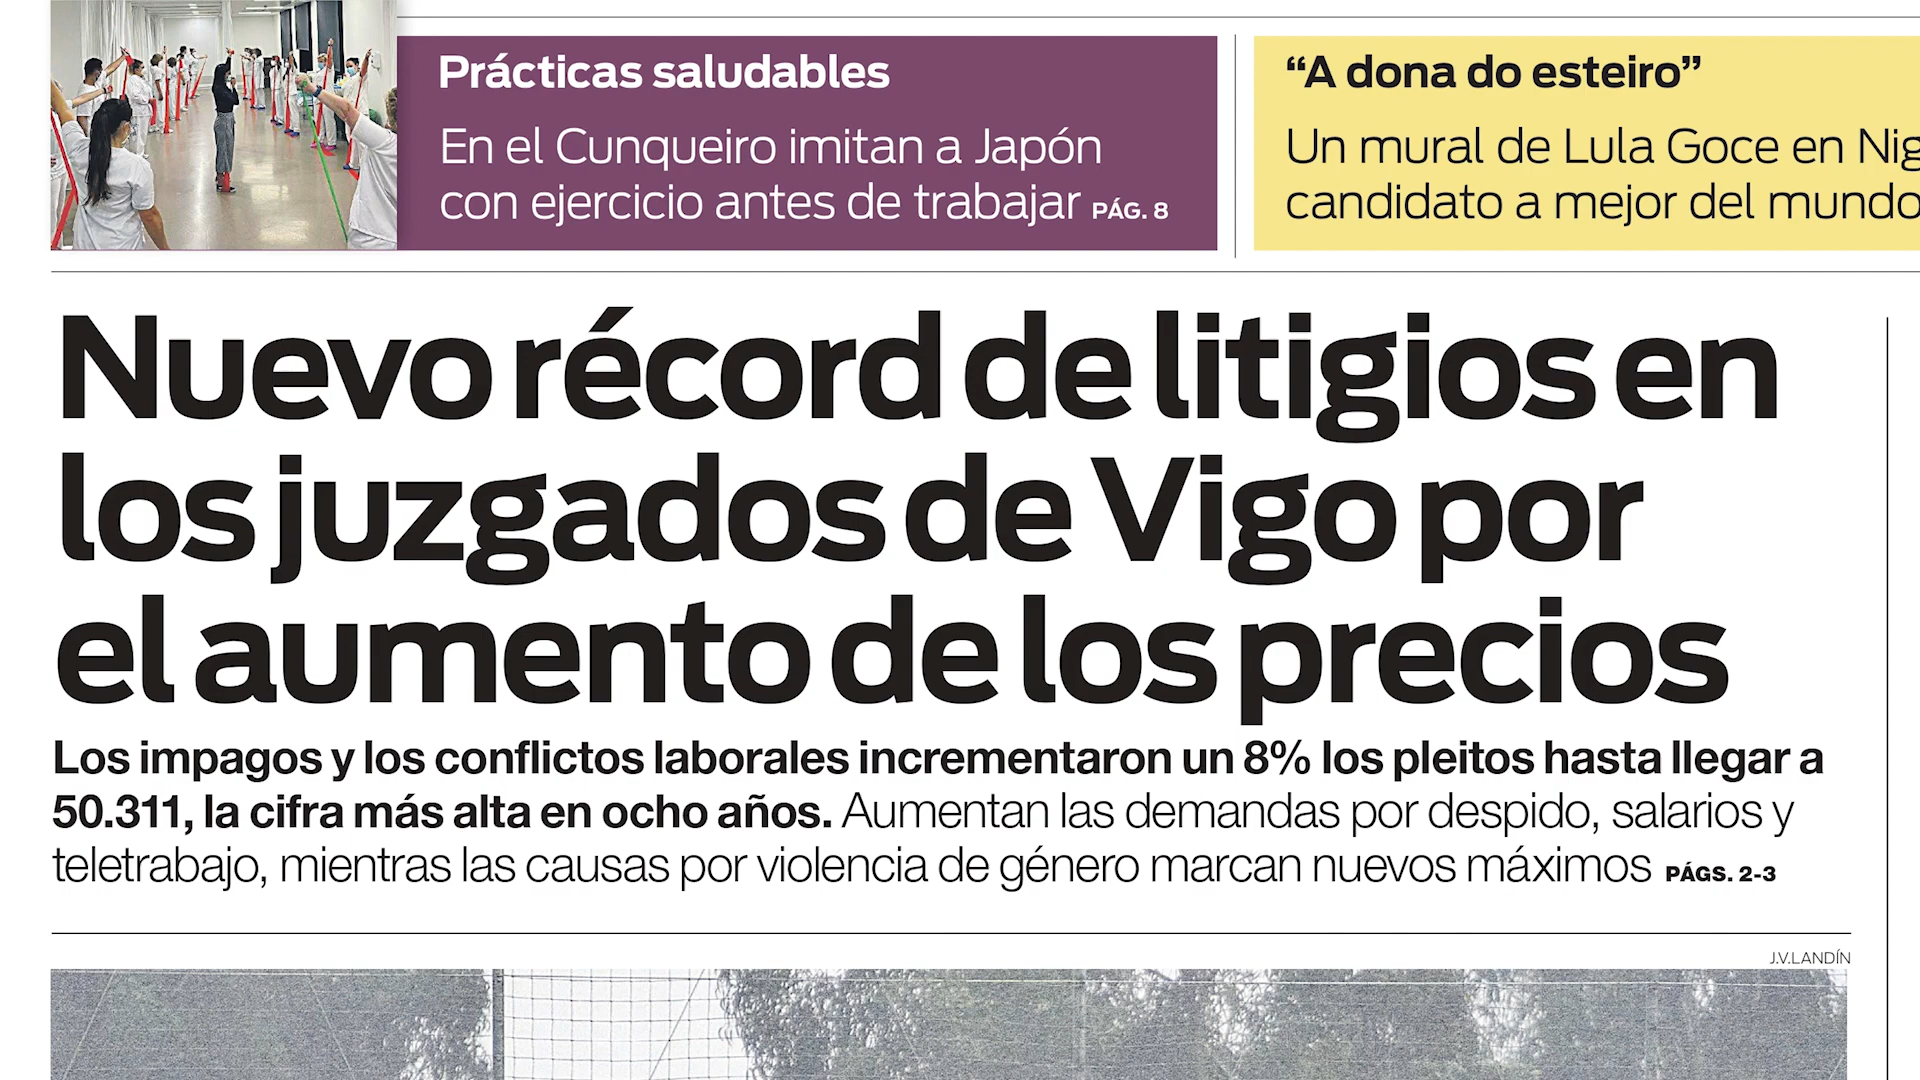 Prácticas saludables
En el Cunqueiro imitan a Japón
con ejercicio antes de trabajar PÁG. 8
“A dona do esteiro”
Un mural de Lula Goce en
candidato a mejor del mundo
Nuevo récord de litigios en
los juzgados de Vigo por
el aumento de los precios
Los impagos y los conflictos laborales incrementaron un 8% los pleitos hasta llegar a
50.311, la cifra más alta en ocho años. Aumentan las demandas por despido, salarios y
teletrabajo, mientras las causas por violencia de género marcan nuevos máximos PÁGS. 2-3
J.V.LANDÍN